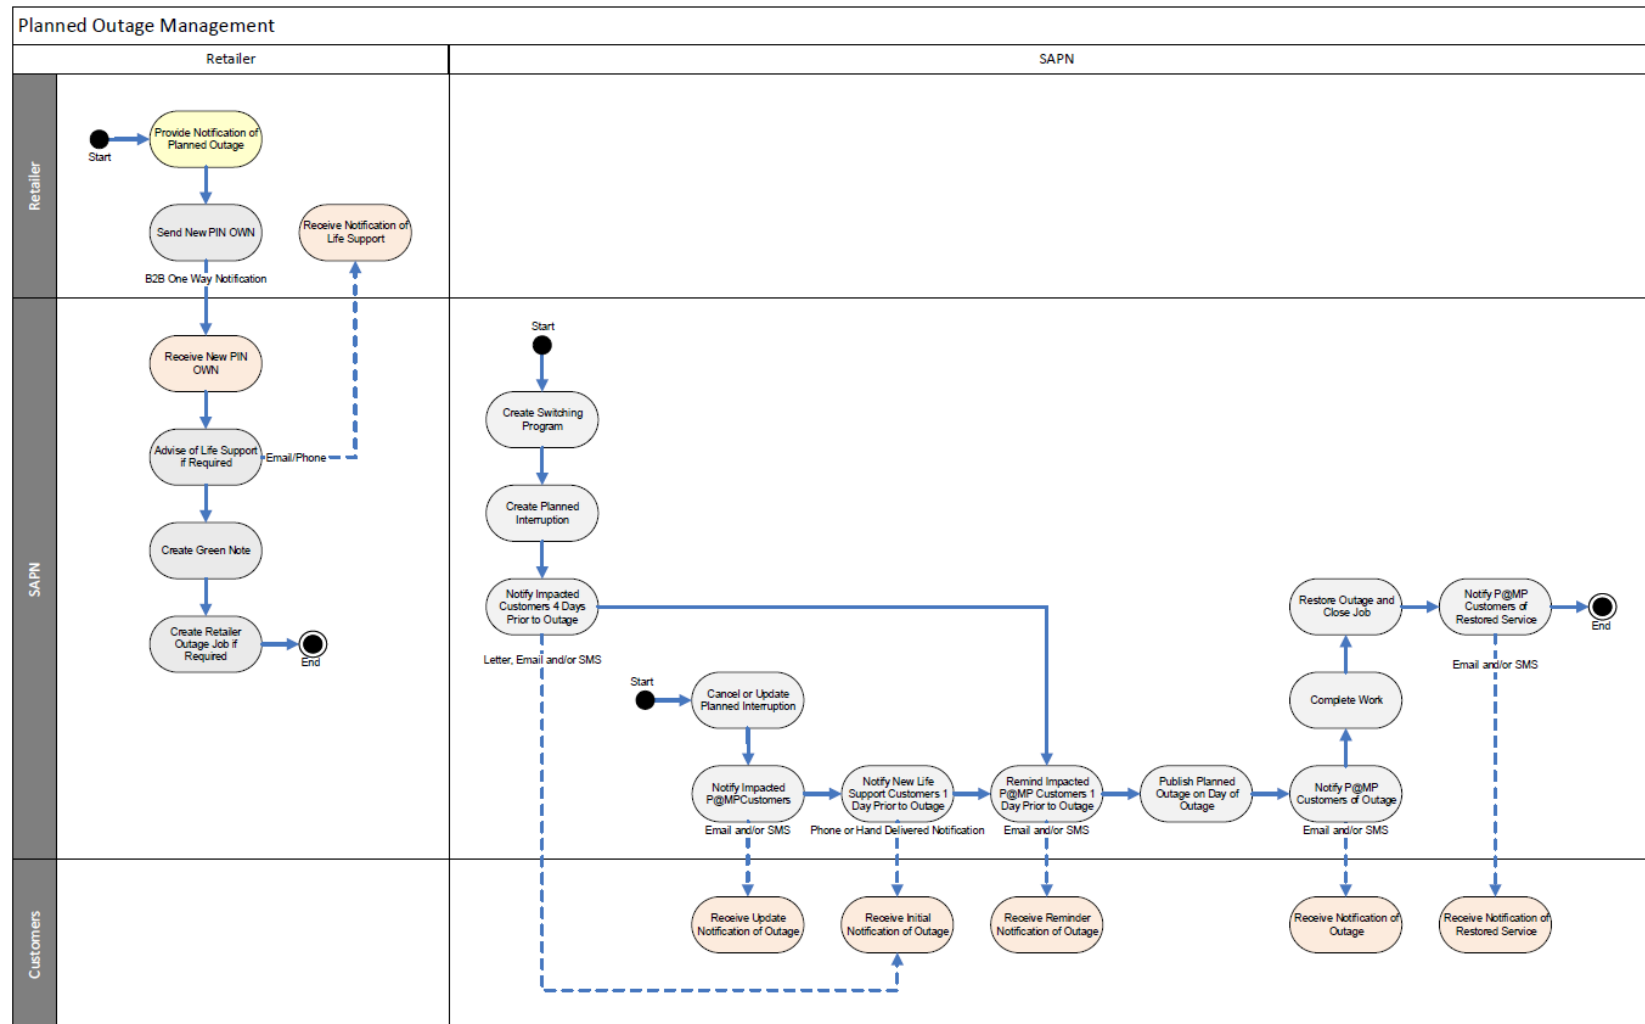 Planned Outage Management
Retailer
SAPN
Retailer
Start
Provide Notification of
Planned Outage
Send New PIN OWN
Receive Notification of
Life Support
B2B One Way Notification
SAPN
Receive New PIN
OWN
Advise of Life Support
if Required
Email/Phone
Create Green Note
Create Retailer
Outage Job if
Required
End
Start
Create Switching
Program
Create Planned
Interruption
Notify Impacted
Customers 4 Days
Prior to Outage
Letter, Email and/or SMS
Start
Cancel or Update
Planned Interruption
Notify Impacted
P@MPCustomers
Email and/or SMS
Notify New Life
Support Customers 1
Day Prior to Outage
Phone or Hand Delivered Notification
Remind Impacted
P@MP Customers 1
Day Prior to Outage
Email and/or SMS
Publish Planned
Outage on Day of
Outage
Notify P@MP
Customers of Outage
Email and/or SMS
Complete Work
Restore Outage and
Close Job
Notify P@MP
Customers of
Restored Service
Email and/or SMS
End
Customers
Receive Update
Notification of Outage
Receive Initial
Notification of Outage
Receive Reminder
Notification of Outage
Receive Notification of
Outage
Receive Notification of
Restored Service